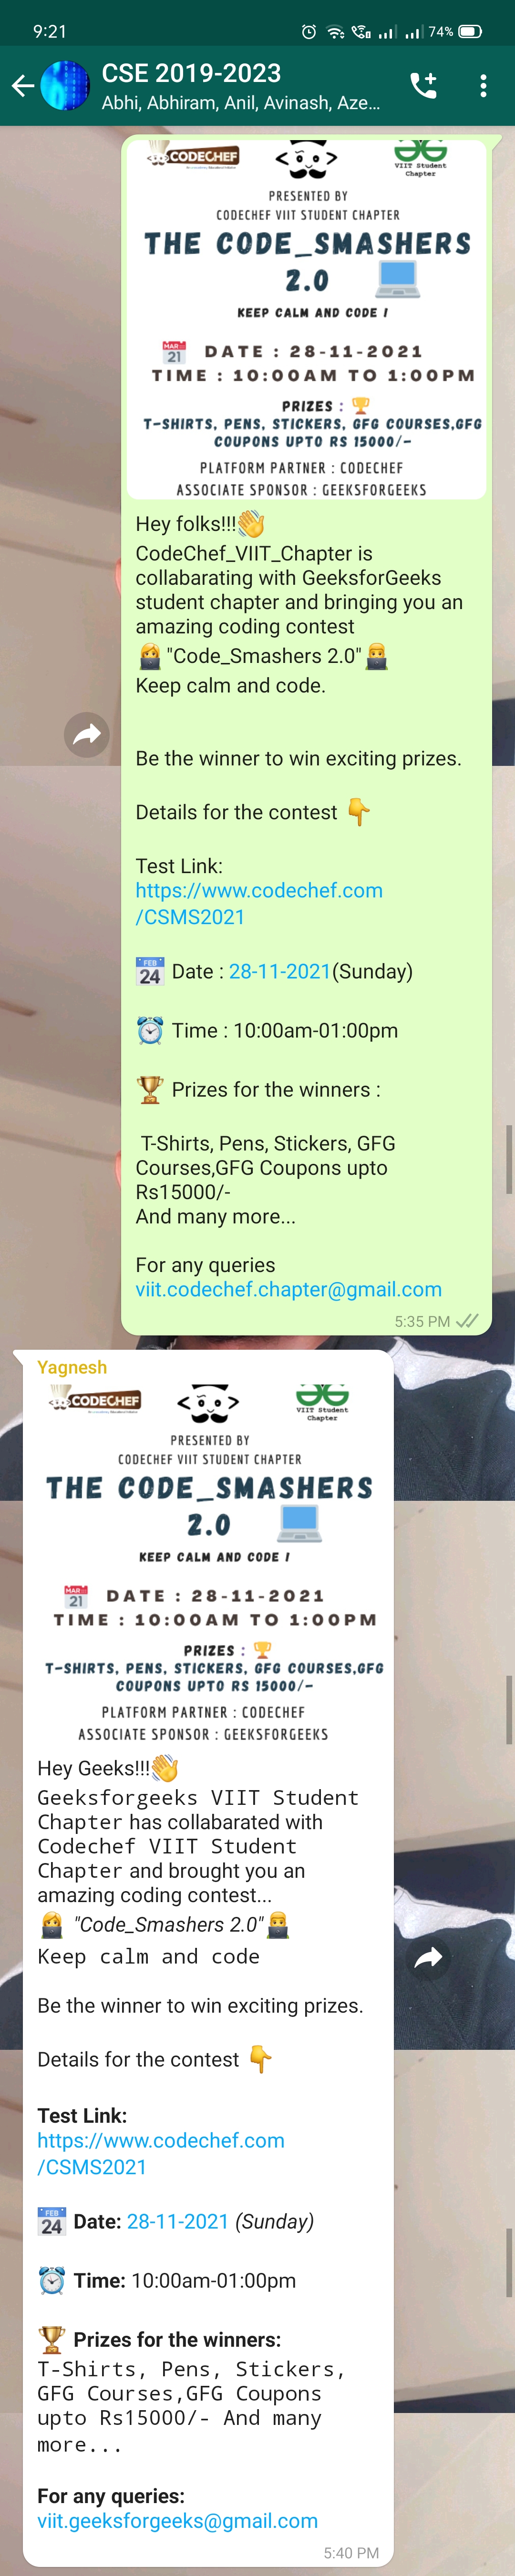 9:21
74%
CSE 2019-2023
Abhi, Abhiram, Anil, Avinash, Aze...
CODECHEF
VIIT Student
Chapter
PRESENTED BY
CODECHEF VIIT STUDENT CHAPTER
THE CODE_SMASHERS
2.0
KEEP CALM AND CODE !
MAR
21
DATE : 28-11-2021
TIME : 10:00AM TO 1:00PM
PRIZES : 🏆
T-SHIRTS, PENS, STICKERS, GFG COURSES,GFG
COUPONS UPTO RS 15000/-
PLATFORM PARTNER : CODECHEF
ASSOCIATE SPONSOR : GEEKSFORGEEKS
Hey folks!!!👋
CodeChef_VIIT_Chapter is
collabarating with GeeksforGeeks
student chapter and bringing you an
amazing coding contest
👩‍💻 "Code_Smashers 2.0" 👨‍💻
Keep calm and code.
Be the winner to win exciting prizes.
Details for the contest 👇
Test Link:
https://www.codechef.com
/CSMS2021
FEB
24
Date : 28-11-2021(Sunday)
⏰ Time : 10:00am-01:00pm
🏆 Prizes for the winners :
T-Shirts, Pens, Stickers, GFG
Courses,GFG Coupons upto
Rs15000/-
And many more...
For any queries
viit.codechef.chapter@gmail.com
5:35 PM
Yagnesh
CODECHEF
VIIT Student
Chapter
PRESENTED BY
CODECHEF VIIT STUDENT CHAPTER
THE CODE_SMASHERS
2.0
KEEP CALM AND CODE !
MAR
21
DATE : 28-11-2021
TIME : 10:00AM TO 1:00PM
PRIZES : 🏆
T-SHIRTS, PENS, STICKERS, GFG COURSES,GFG
COUPONS UPTO RS 15000/-
PLATFORM PARTNER : CODECHEF
ASSOCIATE SPONSOR : GEEKSFORGEEKS
Hey Geeks!!!👋
Geeksforgeeks VIIT Student
Chapter has collabarated with
Codechef VIIT Student
Chapter and brought you an
amazing coding contest...
👩‍💻 "Code_Smashers 2.0" 👨‍💻
Keep calm and code
Be the winner to win exciting prizes.
Details for the contest 👇
Test Link:
https://www.codechef.com
/CSMS2021
FEB
24
Date: 28-11-2021 (Sunday)
⏰ Time: 10:00am-01:00pm
🏆 Prizes for the winners:
T-Shirts, Pens, Stickers,
GFG Courses,GFG Coupons
upto Rs15000/- And many
more...
For any queries:
viit.geeksforgeeks@gmail.com
5:40 PM